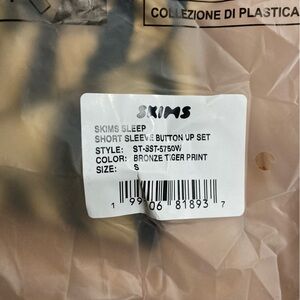 COLLEZIONE DI PLASTICA
SKIMS
SKIMS SLEEP
SHORT SLEEVE BUTTON UP SET
STYLE: ST-SST-5750W
COLOR: BRONZE TIGER PRINT
SIZE: S
1 9906 81893 7